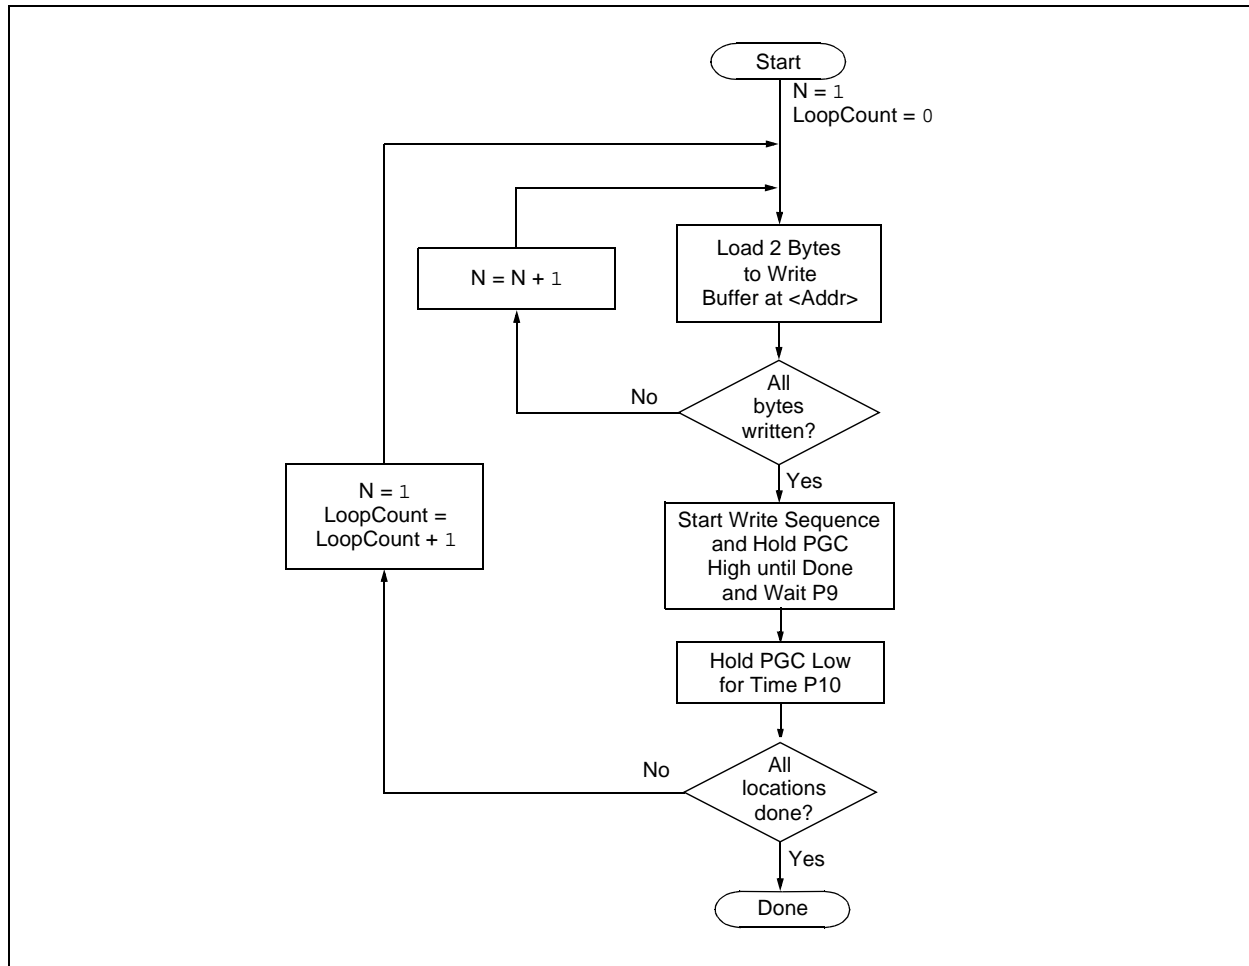 Start
N = 1
LoopCount = 0
Load 2 Bytes
to Write
Buffer at <Addr>
N = N + 1
All
bytes
written?
No
Yes
N = 1
LoopCount =
LoopCount + 1
Start Write Sequence
and Hold PGC
High until Done
and Wait P9
Hold PGC Low
for Time P10
All
locations
done?
No
Yes
Done